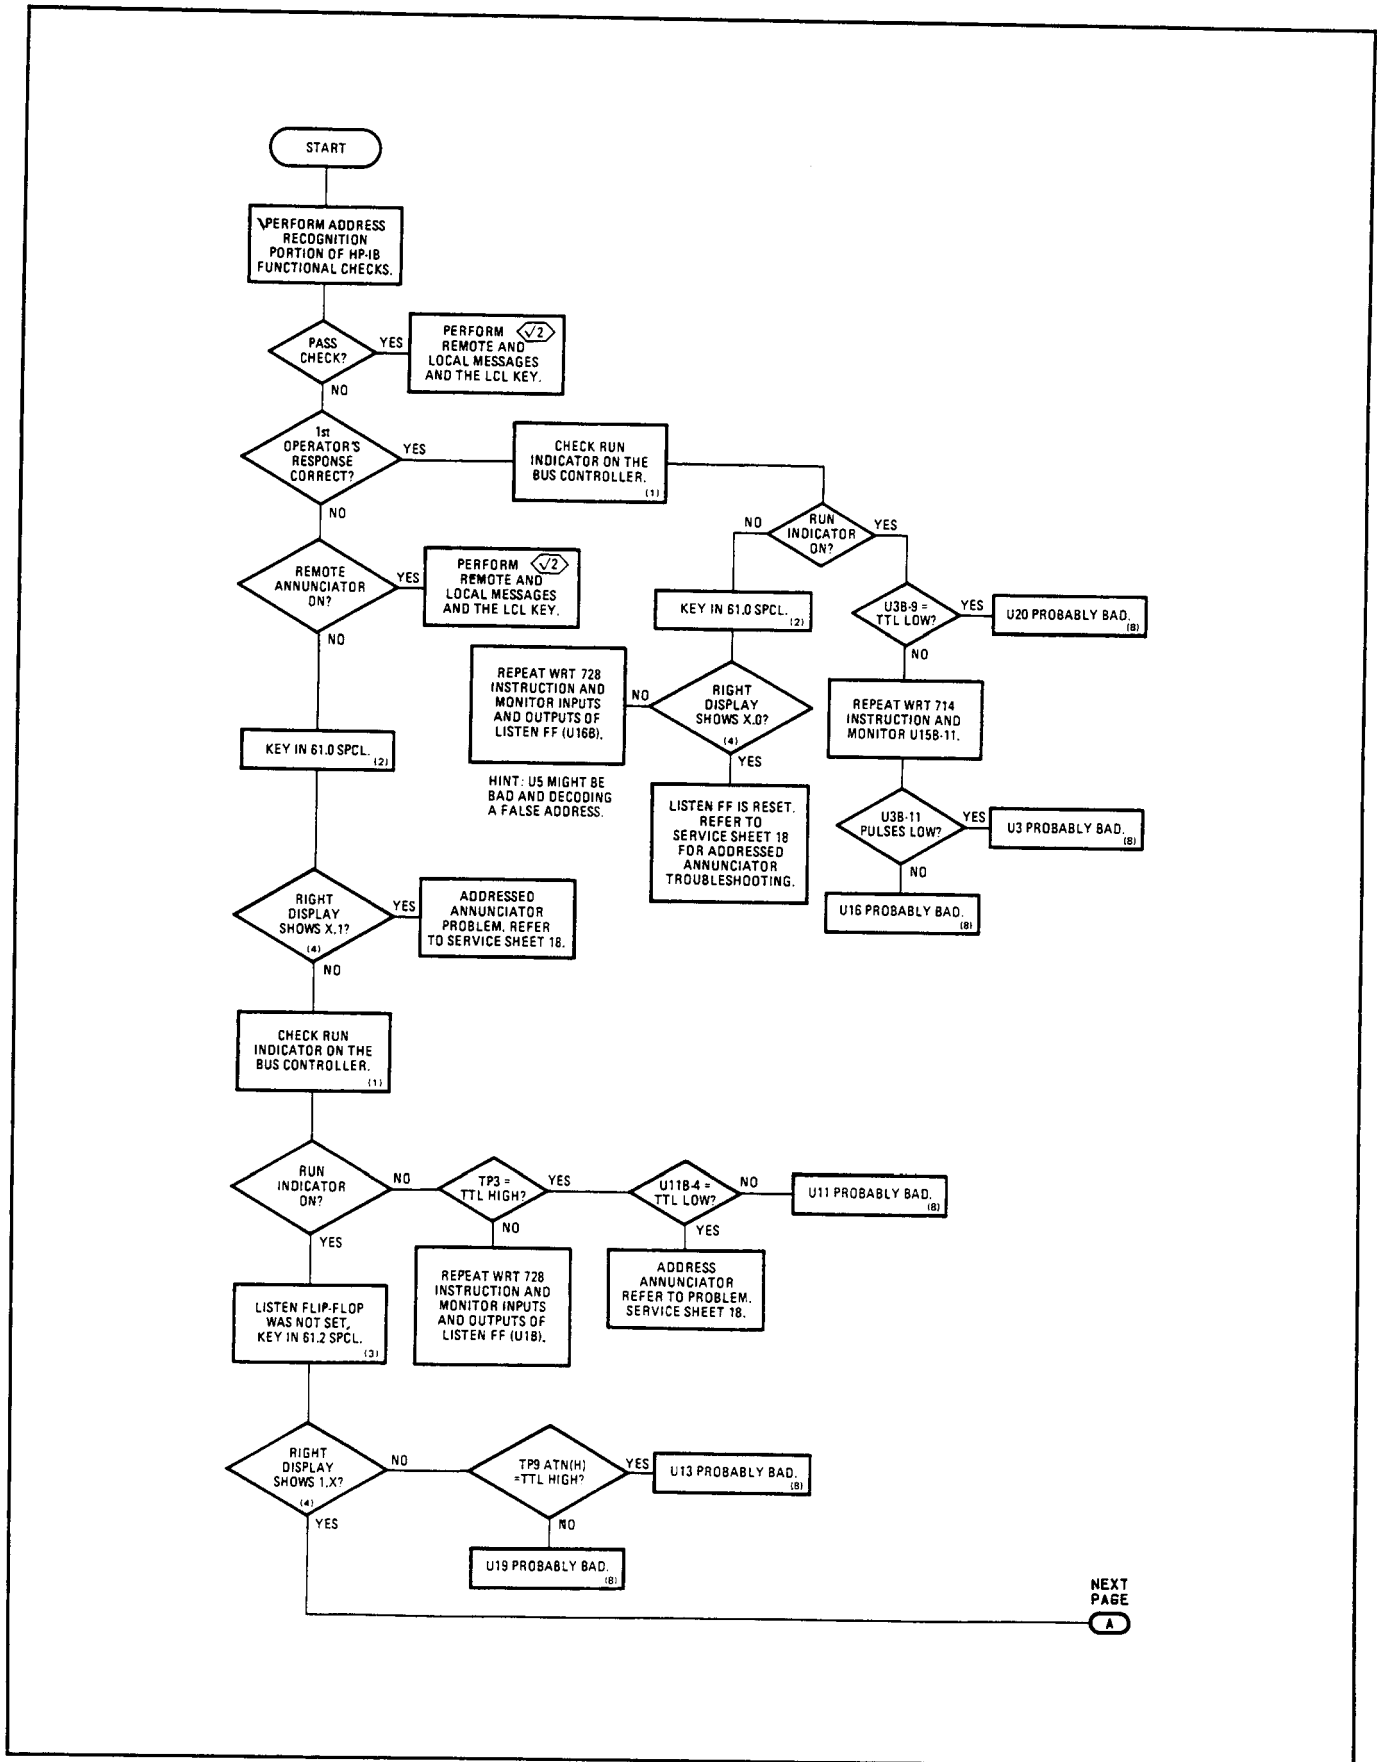 START
PERFORM ADDRESS
RECOGNITION
PORTION OF HP-IB
FUNCTIONAL CHECKS.
PASS
CHECK?
YES
NO
PERFORM √2
REMOTE AND
LOCAL MESSAGES
AND THE LCL KEY.
1st
OPERATOR'S
RESPONSE
CORRECT?
YES
NO
CHECK RUN
INDICATOR ON THE
BUS CONTROLLER.
(1)
RUN
INDICATOR
ON?
NO
YES
REMOTE
ANNUNCIATOR
ON?
YES
NO
PERFORM √2
REMOTE AND
LOCAL MESSAGES
AND THE LCL KEY.
KEY IN 61.0 SPCL.
(2)
U3B-9 =
TTL LOW?
YES
NO
U20 PROBABLY BAD.
(8)
REPEAT WRT 728
INSTRUCTION AND
MONITOR INPUTS
AND OUTPUTS OF
LISTEN FF (U16B).
HINT: U5 MIGHT BE
BAD AND DECODING
A FALSE ADDRESS.
NO
RIGHT
DISPLAY
SHOWS X.0?
(4)
YES
REPEAT WRT 714
INSTRUCTION AND
MONITOR U15B-11.
KEY IN 61.0 SPCL.
(2)
LISTEN FF IS RESET.
REFER TO
SERVICE SHEET 18
FOR ADDRESSED
ANNUNCIATOR
TROUBLESHOOTING.
U3B-11
PULSES LOW?
YES
NO
U3 PROBABLY BAD.
(8)
U16 PROBABLY BAD.
(8)
RIGHT
DISPLAY
SHOWS X.1?
(4)
YES
NO
ADDRESSED
ANNUNCIATOR
PROBLEM. REFER
TO SERVICE SHEET 18.
CHECK RUN
INDICATOR ON THE
BUS CONTROLLER.
(1)
RUN
INDICATOR
ON?
NO
YES
TP3 =
TTL HIGH?
YES
NO
U11B-4 =
TTL LOW?
NO
YES
U11 PROBABLY BAD.
(8)
REPEAT WRT 728
INSTRUCTION AND
MONITOR INPUTS
AND OUTPUTS OF
LISTEN FF (U1B).
ADDRESS
ANNUNCIATOR
REFER TO PROBLEM.
SERVICE SHEET 18.
LISTEN FLIP-FLOP
WAS NOT SET,
KEY IN 61.2 SPCL.
(3)
RIGHT
DISPLAY
SHOWS 1.X?
(4)
NO
YES
TP9 ATN(H)
=TTL HIGH?
YES
NO
U13 PROBABLY BAD.
(8)
U19 PROBABLY BAD.
(8)
NEXT
PAGE
A